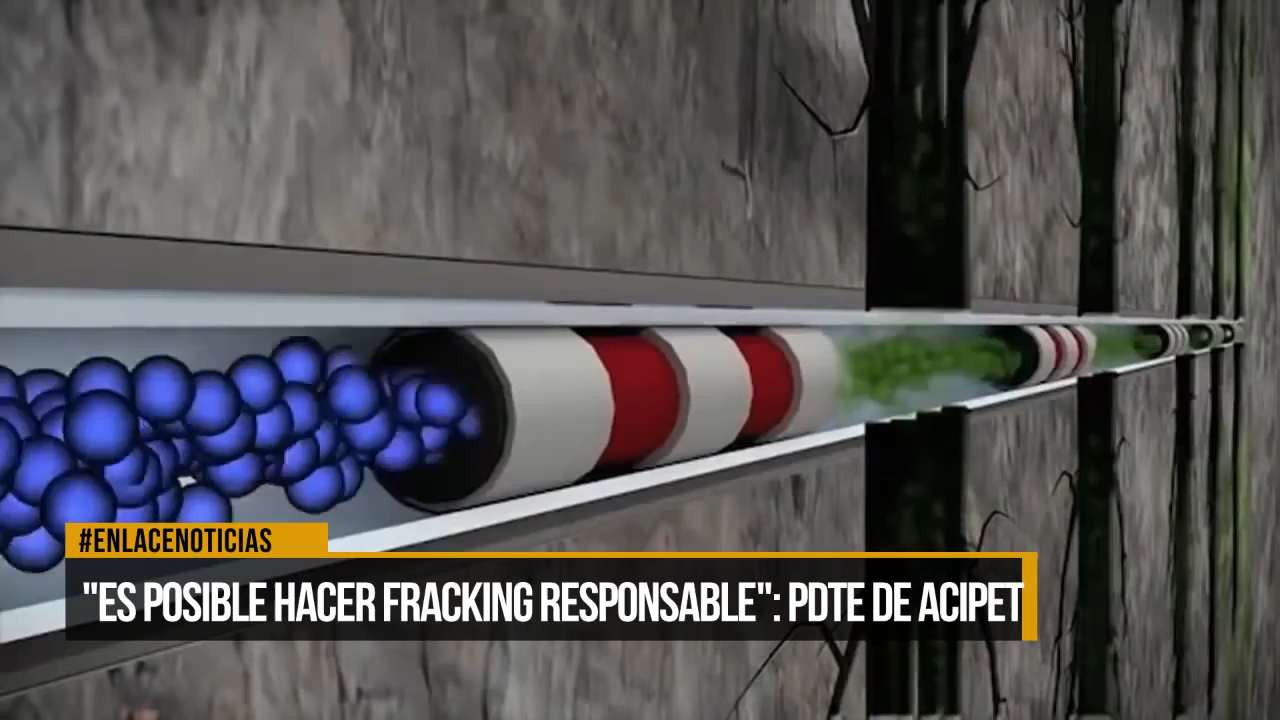 #ENLACENOTICIAS
"ES POSIBLE HACER FRACKING RESPONSABLE": PDTE DE ACIPET